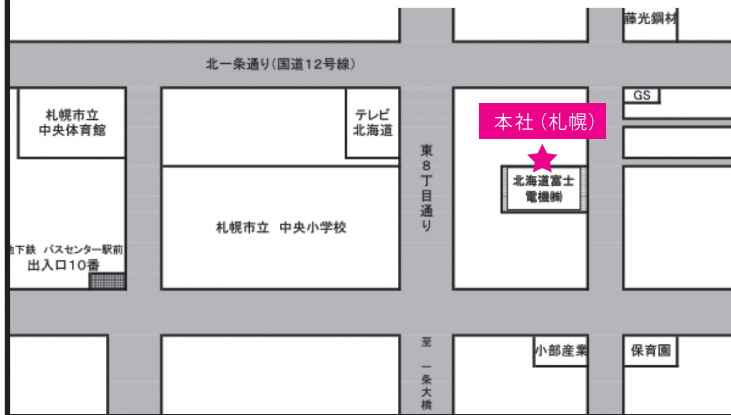 藤光鋼材
北一条通り(国道12号線)
札幌市立
中央体育館
テレビ
北海道
GS
本社（札幌）
東8丁目通り
北海道富士
電機㈱
札幌市立 中央小学校
地下鉄 バスセンター駅前
出入口10番
至 一条大橋
小部産業
保育園